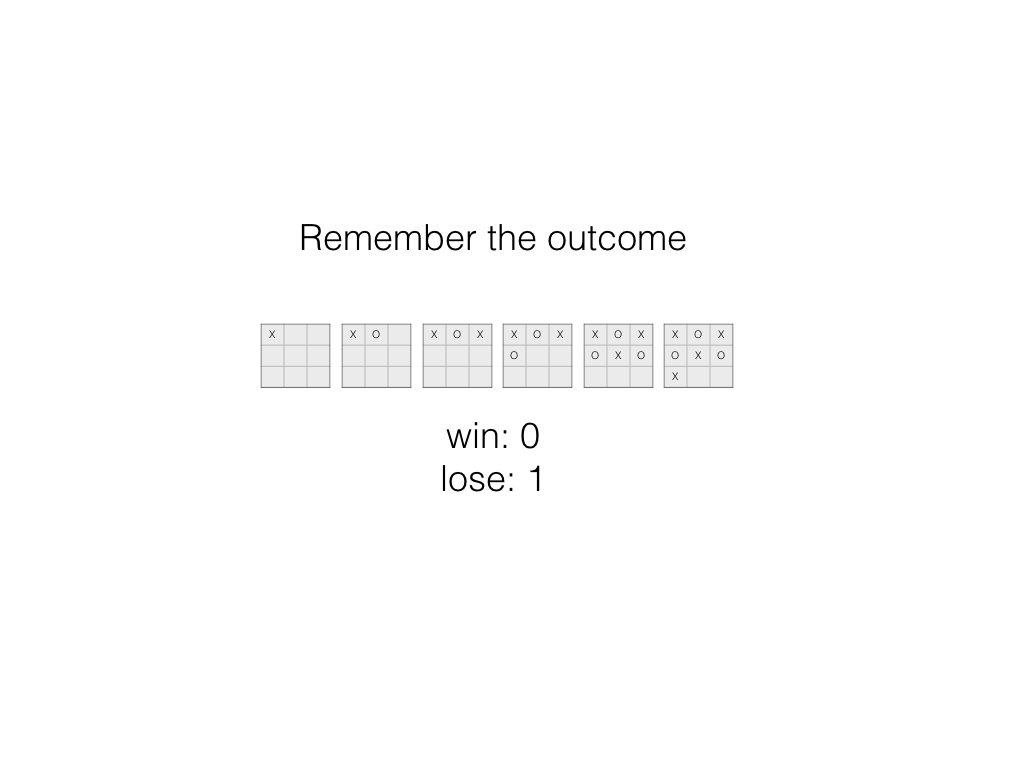 Remember the outcome
X X O X O X X O X X O X X O X
O O X O O X O
X
win: 0
lose: 1